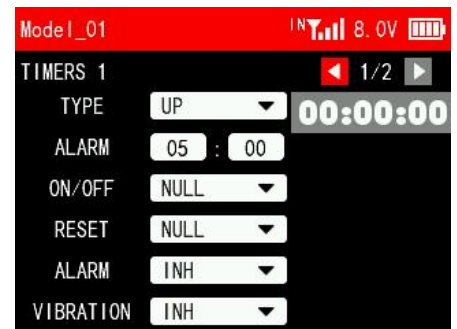 Model_01 IN 8.0V
TIMERS 1 1/2
TYPE UP 00:00:00
ALARM 05 : 00
ON/OFF NULL
RESET NULL
ALARM INH
VIBRATION INH